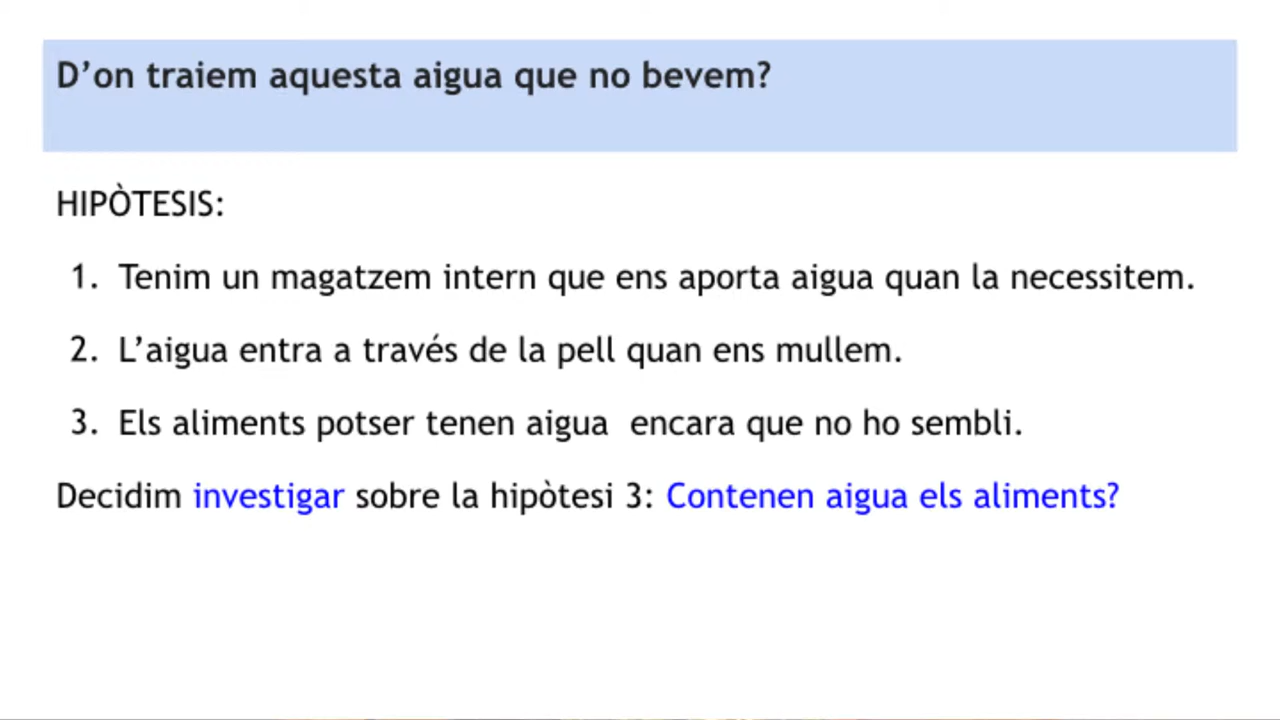 D’on traiem aquesta aigua que no bevem?
HIPÒTESIS:
1. Tenim un magatzem intern que ens aporta aigua quan la necessitem.
2. L’aigua entra a través de la pell quan ens mullem.
3. Els aliments potser tenen aigua  encara que no ho sembli.
Decidim investigar sobre la hipòtesi 3: Contenen aigua els aliments?